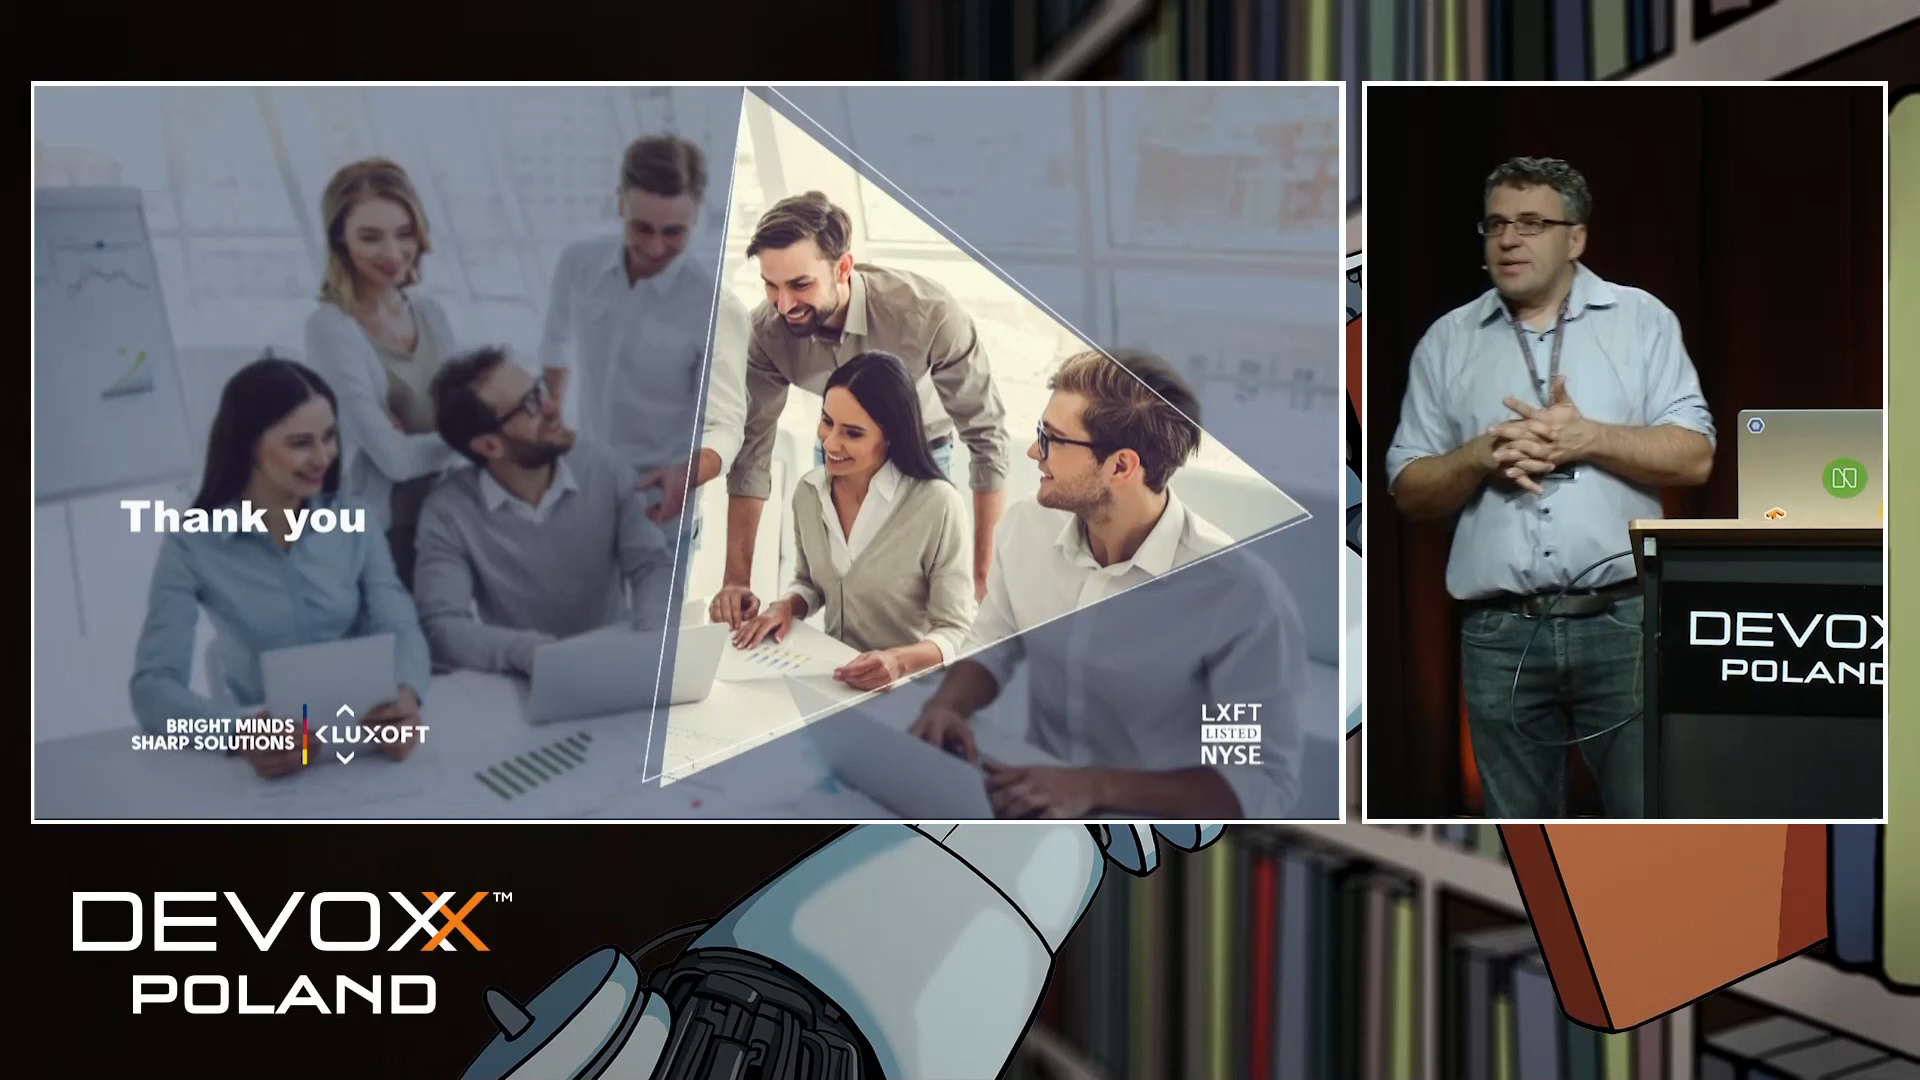 Thank you
BRIGHT MINDS
SHARP SOLUTIONS
LUXOFT
LXFT
LISTED
NYSE
DEVOX
POLAND
DEVOXX™
POLAND